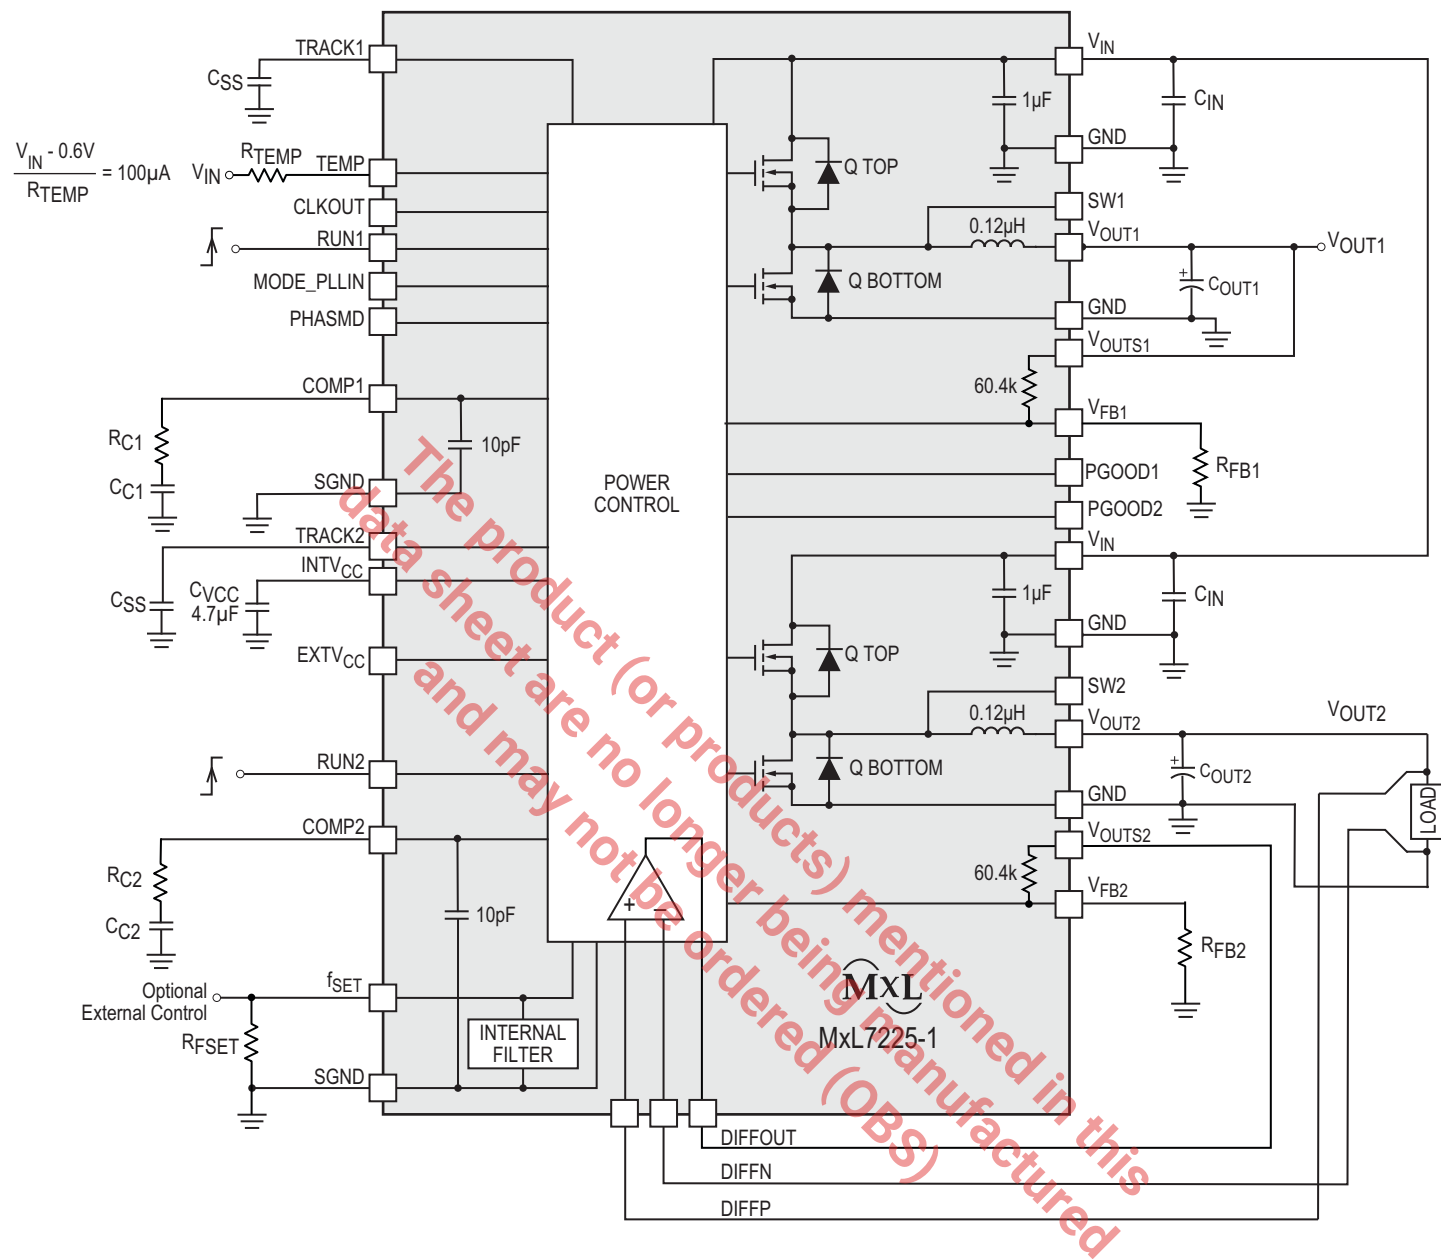 TRACK1
CSS
VIN - 0.6V
RTEMP
= 100µA
VIN
RTEMP
TEMP
CLKOUT
RUN1
MODE_PLLIN
PHASMD
COMP1
RC1
CC1
10pF
SGND
TRACK2
INTVCC
CSS
CVCC
4.7µF
EXTVCC
RUN2
COMP2
RC2
CC2
10pF
fSET
Optional
External Control
RFSET
INTERNAL
FILTER
SGND
POWER
CONTROL
+
−
VIN
1µF
CIN
GND
Q TOP
SW1
0.12µH
VOUT1
VOUT1
Q BOTTOM
+
COUT1
GND
VOUTS1
60.4k
VFB1
RFB1
PGOOD1
PGOOD2
VIN
1µF
CIN
GND
Q TOP
SW2
0.12µH
VOUT2
VOUT2
Q BOTTOM
+
COUT2
GND
LOAD
VOUTS2
60.4k
VFB2
RFB2
MxL
MxL7225-1
DIFFOUT
DIFFN
DIFFP
The product (or products) mentioned in this
data sheet are no longer being manufactured
and may not be ordered (OBS)